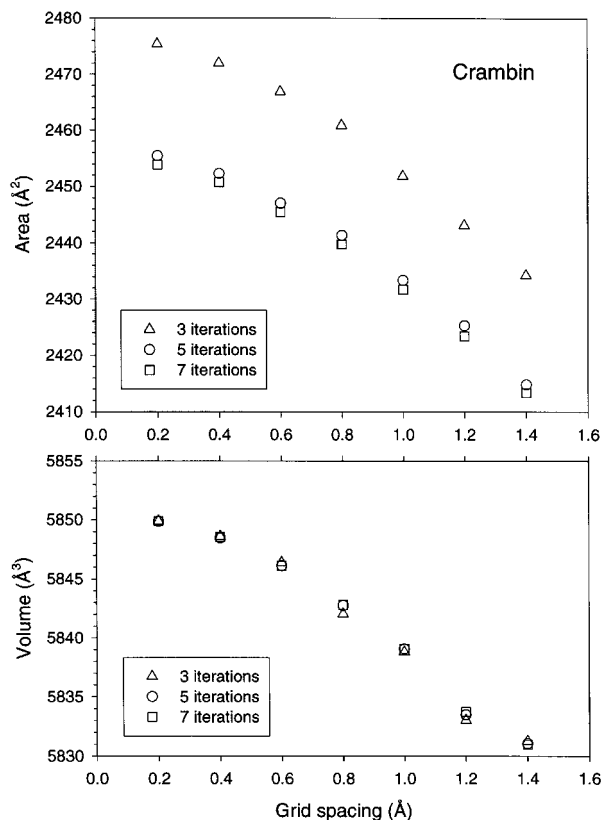 2480
2470
2460
2450
2440
2430
2420
2410
Area (Å²)
Crambin
3 iterations
5 iterations
7 iterations
0.0 0.2 0.4 0.6 0.8 1.0 1.2 1.4 1.6
5855
5850
5845
5840
5835
5830
Volume (Å³)
3 iterations
5 iterations
7 iterations
0.0 0.2 0.4 0.6 0.8 1.0 1.2 1.4 1.6
Grid spacing (Å)